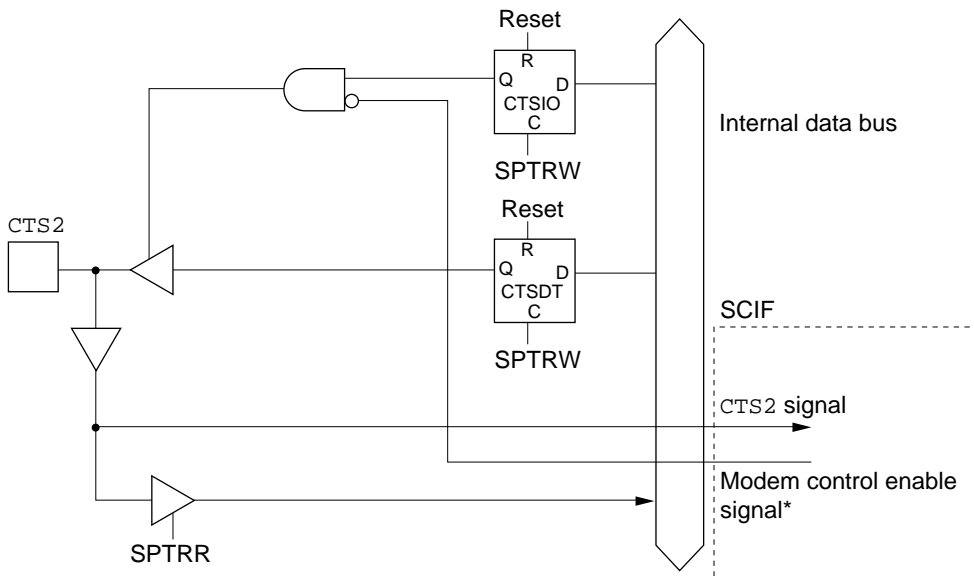 Reset
R
Q
D
CTSIO
C
SPTRW
Internal data bus
Reset
R
Q
D
CTSDT
C
SPTRW
CTS2
SCIF
CTS2 signal
Modem control enable
signal*
SPTRR